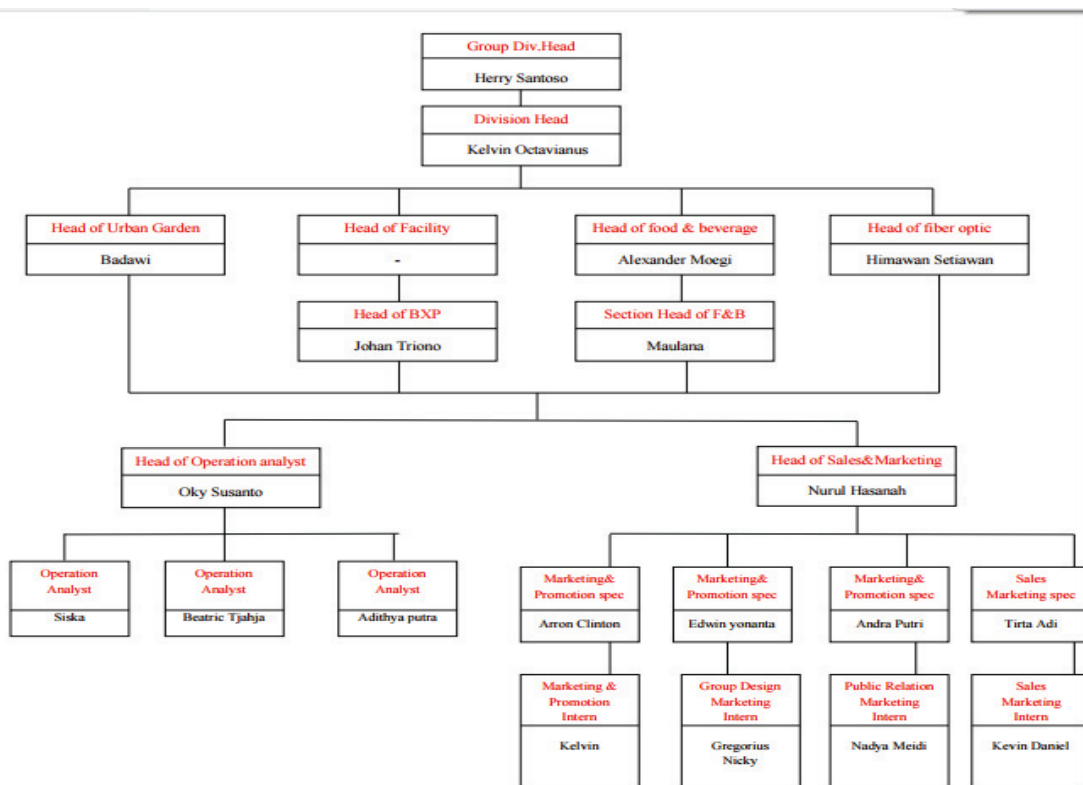 Group Div.Head
Herry Santoso
Division Head
Kelvin Octavianus
Head of Urban Garden
Badawi
Head of Facility
-
Head of food & beverage
Alexander Moegi
Head of fiber optic
Himawan Setiawan
Head of BXP
Johan Triono
Section Head of F&B
Maulana
Head of Operation analyst
Oky Susanto
Head of Sales&Marketing
Nurul Hasanah
Operation
Analyst
Siska
Operation
Analyst
Beatric Tjahja
Operation
Analyst
Adithya putra
Marketing&
Promotion spec
Arron Clinton
Marketing&
Promotion spec
Edwin yonanta
Marketing&
Promotion spec
Andra Putri
Sales
Marketing spec
Tirta Adi
Marketing &
Promotion
Intern
Kelvin
Group Design
Marketing
Intern
Gregorius
Nicky
Public Relation
Marketing
Intern
Nadya Meidi
Sales
Marketing
Intern
Kevin Daniel